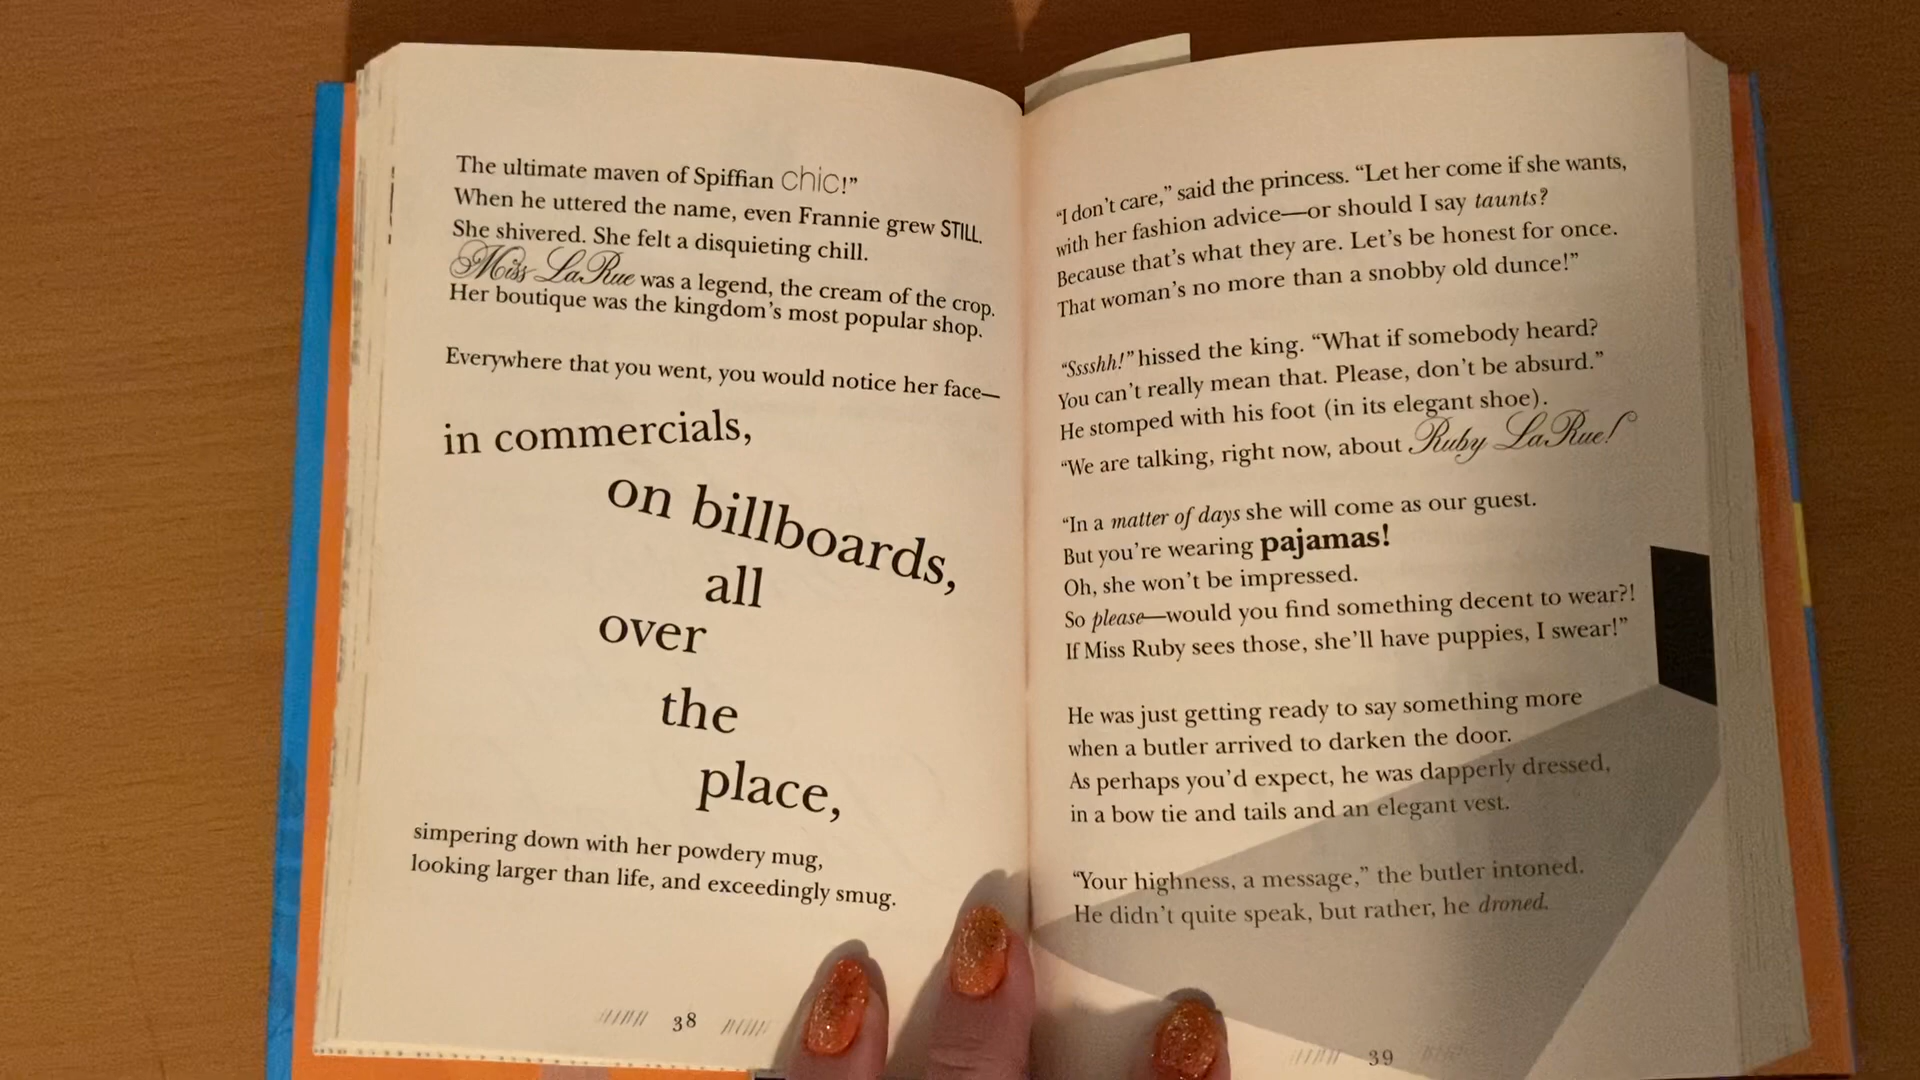 The ultimate maven of Spiffian chic!”
When he uttered the name, even Frannie grew STILL.
She shivered. She felt a disquieting chill.
Miss LaRue was a legend, the cream of the crop.
Her boutique was the kingdom’s most popular shop.
Everywhere that you went, you would notice her face—
in commercials,
on billboards,
all
over
the
place,
simpering down with her powdery mug,
looking larger than life, and exceedingly smug.
38
“I don’t care,” said the princess. “Let her come if she wants,
with her fashion advice—or should I say taunts?
Because that’s what they are. Let’s be honest for once.
That woman’s no more than a snobby old dunce!”
“Sssshh!” hissed the king. “What if somebody heard?
You can’t really mean that. Please, don’t be absurd.”
He stomped with his foot (in its elegant shoe).
“We are talking, right now, about Ruby LaRue!
“In a matter of days she will come as our guest.
But you’re wearing pajamas!
Oh, she won’t be impressed.
So please—would you find something decent to wear?!
If Miss Ruby sees those, she’ll have puppies, I swear!”
He was just getting ready to say something more
when a butler arrived to darken the door.
As perhaps you’d expect, he was dapperly dressed,
in a bow tie and tails and an elegant vest.
“Your highness, a message,” the butler intoned.
He didn’t quite speak, but rather, he droned.
39